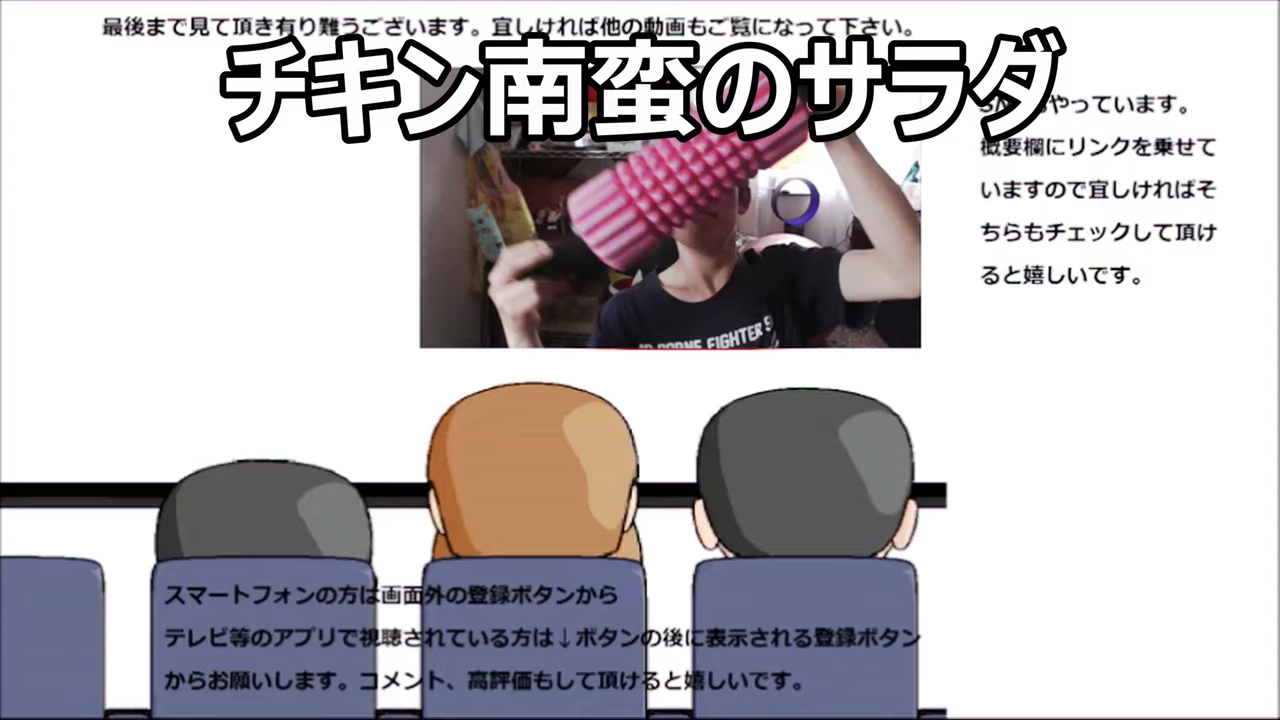 最後まで見て頂き有り難うございます。宜しければ他の動画もご覧になって下さい。
チキン南蛮のサラダ
もやっています。
概要欄にリンクを乗せて
いますので宜しければそ
ちらもチェックして頂け
ると嬉しいです。
FIGHTER
スマートフォンの方は画面外の登録ボタンから
テレビ等のアプリで視聴されている方は↓ボタンの後に表示される登録ボタン
からお願いします。コメント、高評価もして頂けると嬉しいです。